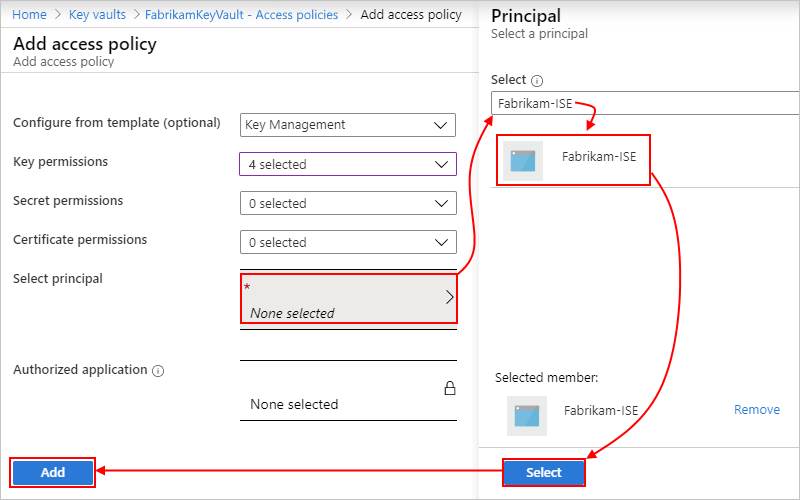 Home > Key vaults > FabrikamKeyVault - Access policies > Add access policy
Add access policy
Add access policy
Configure from template (optional)
Key Management
Key permissions
4 selected
Secret permissions
0 selected
Certificate permissions
0 selected
Select principal
*
None selected
Authorized application
None selected
Add
Principal
Select a principal
Select
Fabrikam-ISE
Fabrikam-ISE
Selected member:
Fabrikam-ISE
Remove
Select